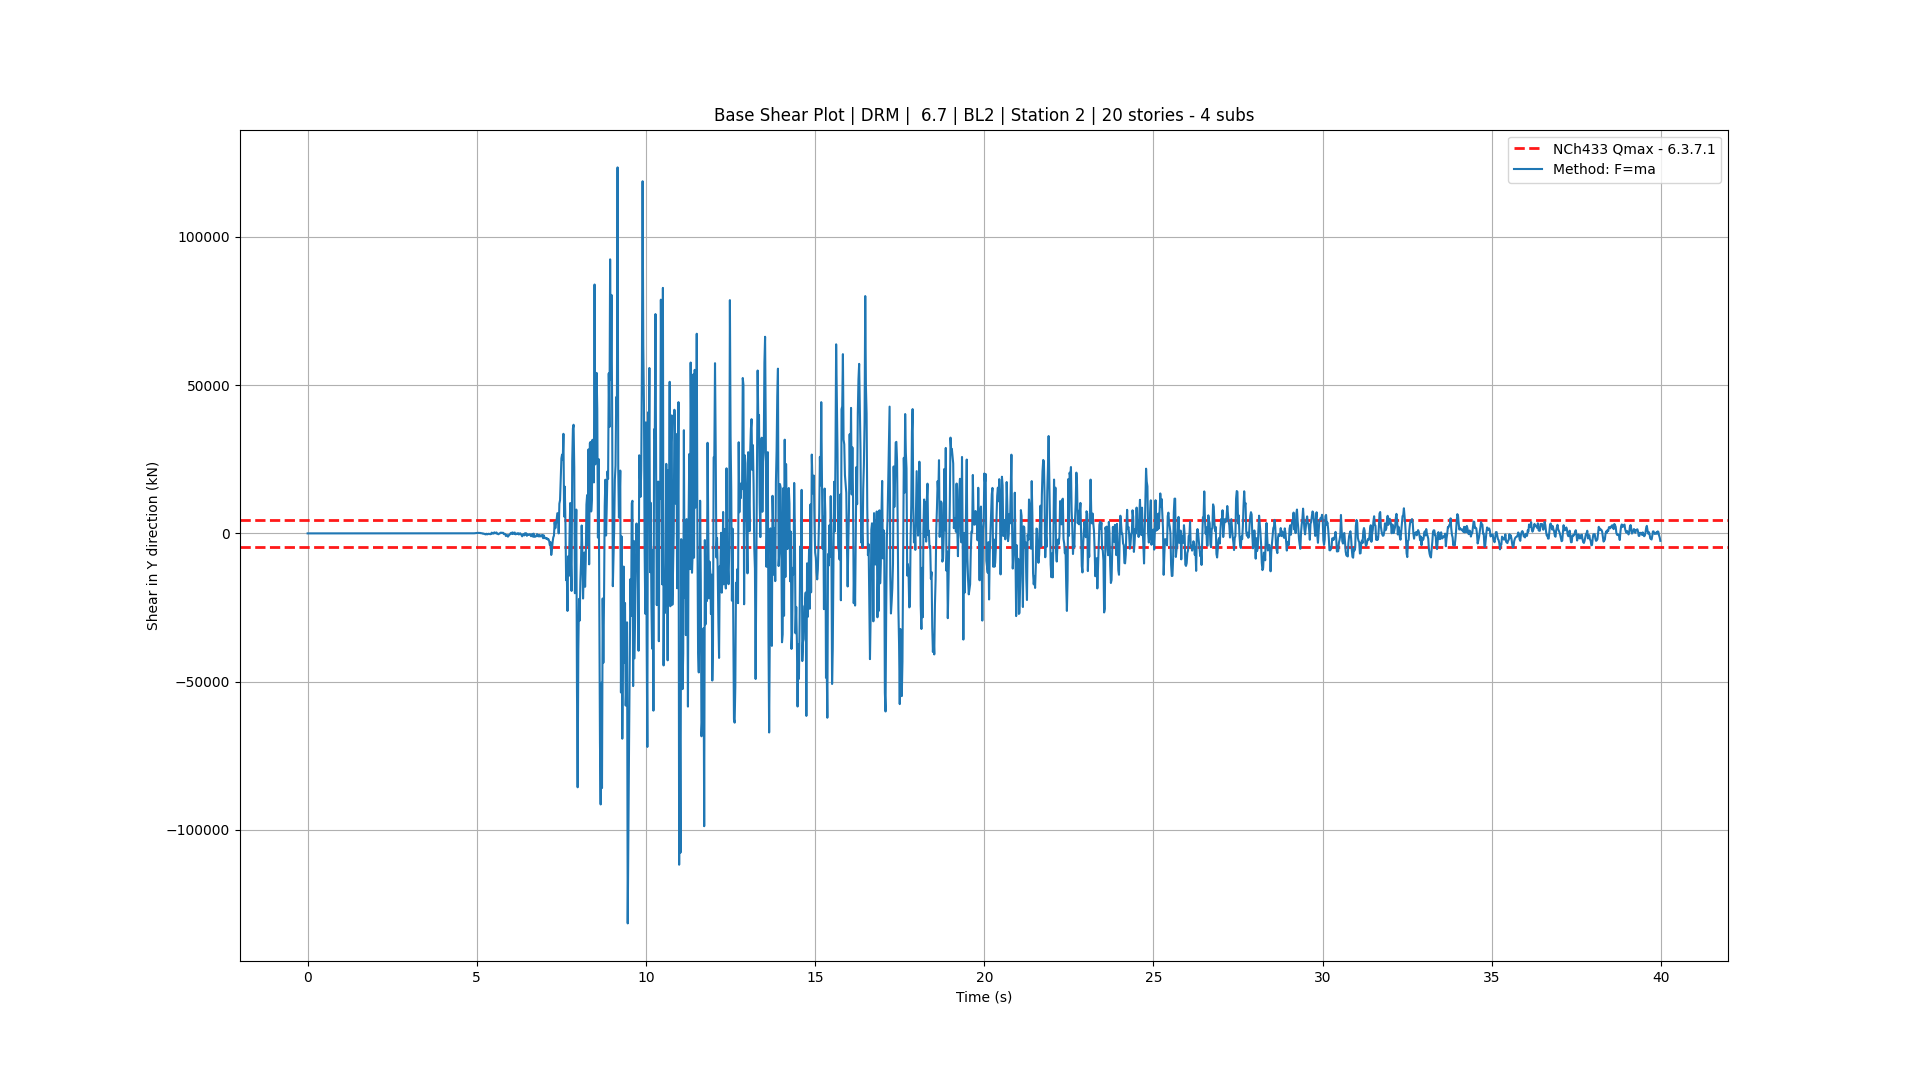 Base Shear Plot | DRM |  6.7 | BL2 | Station 2 | 20 stories - 4 subs
NCh433 Qmax - 6.3.7.1
Method: F=ma
100000
50000
0
−50000
−100000
Shear in Y direction (kN)
0 5 10 15 20 25 30 35 40
Time (s)